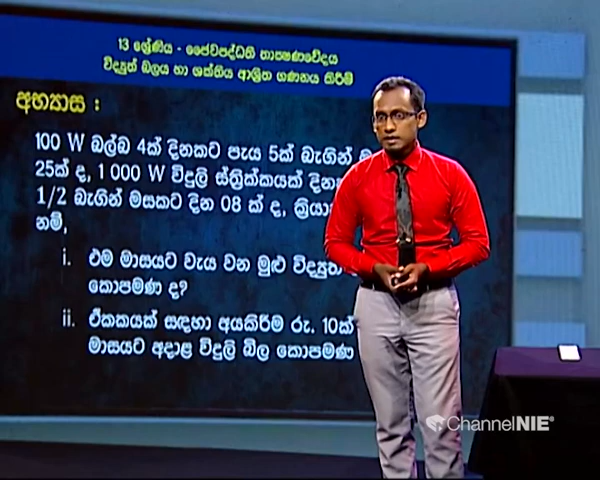 13 ශ්‍රේණිය - ජෛවපද්ධති තාක්ෂණවේදය
විද්‍යුත් බලය හා ශක්තිය ආශ්‍රිත ගණනය කිරීම්
අභ්‍යාස :
100 W බල්බ 4ක් දිනකට පැය 5ක් බැගින්
25ක් ද, 1 000 W විදුලි ස්ත්‍රික්කයක්
1/2 බැගින් මසකට දින 08 ක් ද,
නම්,
i. එම මාසයට වැය වන මුළු
කොපමණ ද?
ii. ඒකකයක් සඳහා අයකිරීම රු. 10ක්
මාසයට අදාළ විදුලි බිල කොපමණ
ChannelNIE